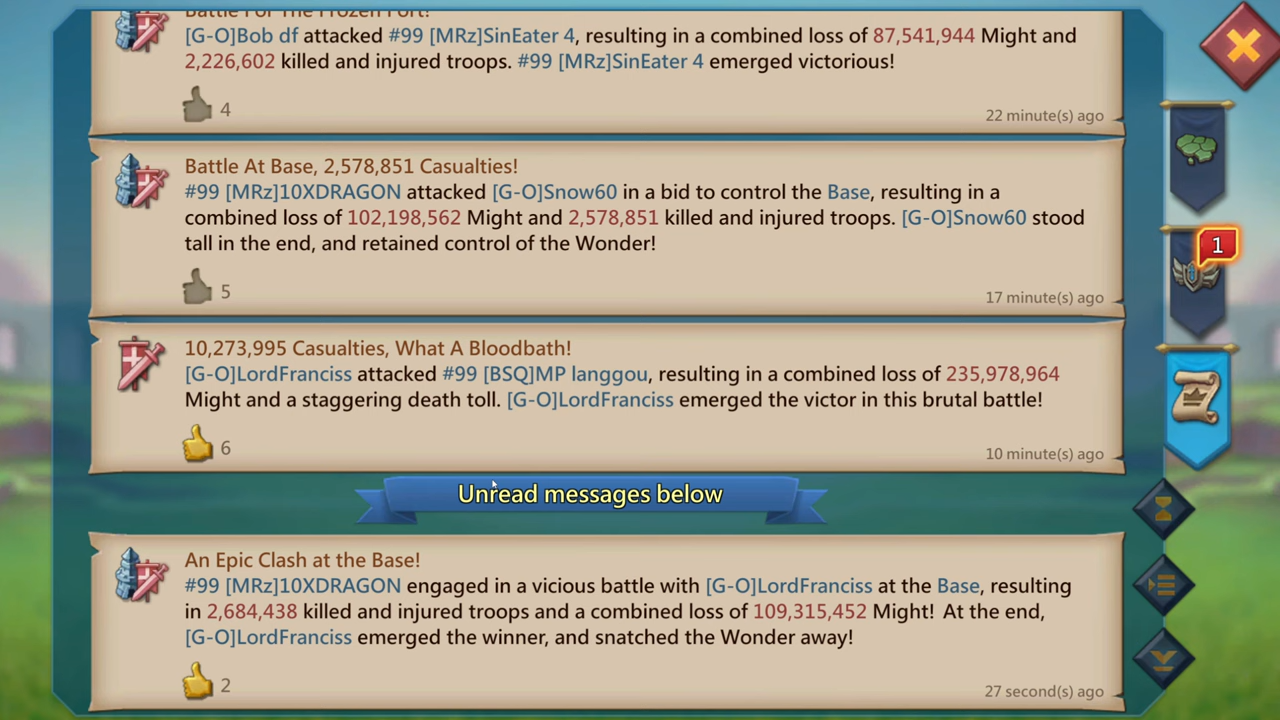 Battle For The Frozen Fort!
[G-O]Bob df attacked #99 [MRz]SinEater 4, resulting in a combined loss of 87,541,944 Might and
2,226,602 killed and injured troops. #99 [MRz]SinEater 4 emerged victorious!
4
22 minute(s) ago
Battle At Base, 2,578,851 Casualties!
#99 [MRz]10XDRAGON attacked [G-O]Snow60 in a bid to control the Base, resulting in a
combined loss of 102,198,562 Might and 2,578,851 killed and injured troops. [G-O]Snow60 stood
tall in the end, and retained control of the Wonder!
5
17 minute(s) ago
1
10,273,995 Casualties, What A Bloodbath!
[G-O]LordFranciss attacked #99 [BSQ]MP langgou, resulting in a combined loss of 235,978,964
Might and a staggering death toll. [G-O]LordFranciss emerged the victor in this brutal battle!
6
10 minute(s) ago
Unread messages below
An Epic Clash at the Base!
#99 [MRz]10XDRAGON engaged in a vicious battle with [G-O]LordFranciss at the Base, resulting
in 2,684,438 killed and injured troops and a combined loss of 109,315,452 Might! At the end,
[G-O]LordFranciss emerged the winner, and snatched the Wonder away!
2
27 second(s) ago